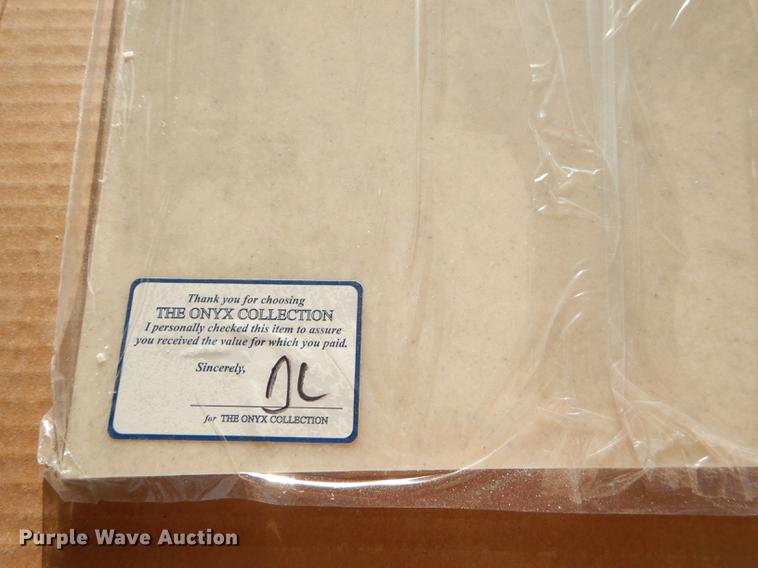 Thank you for choosing
THE ONYX COLLECTION
I personally checked this item to assure
you received the value for which you paid.
Sincerely,
for THE ONYX COLLECTION
Purple Wave Auction